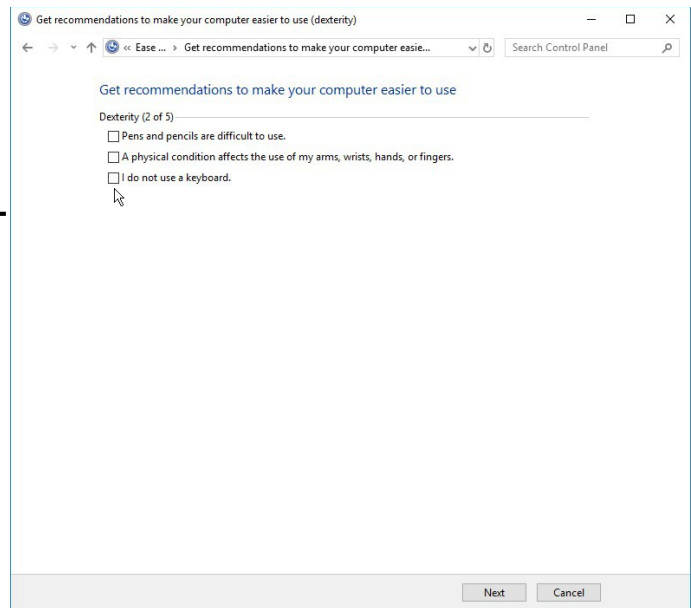 Get recommendations to make your computer easier to use (dexterity)
« Ease ... › Get recommendations to make your computer easie...
Search Control Panel
Get recommendations to make your computer easier to use
Dexterity (2 of 5)
Pens and pencils are difficult to use.
A physical condition affects the use of my arms, wrists, hands, or fingers.
I do not use a keyboard.
Next
Cancel